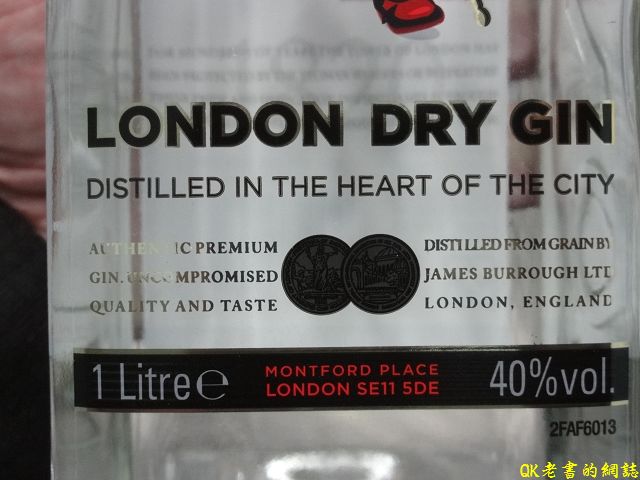 LONDON DRY GIN
DISTILLED IN THE HEART OF THE CITY
AUTHENTIC PREMIUM
GIN. UNCOMPROMISED
QUALITY AND TASTE
DISTILLED FROM GRAIN BY
JAMES BURROUGH LTD
LONDON, ENGLAND
1 Litre ℮
MONTFORD PLACE
LONDON SE11 5DE
40%vol.
2FAF6013
QK老書的網誌